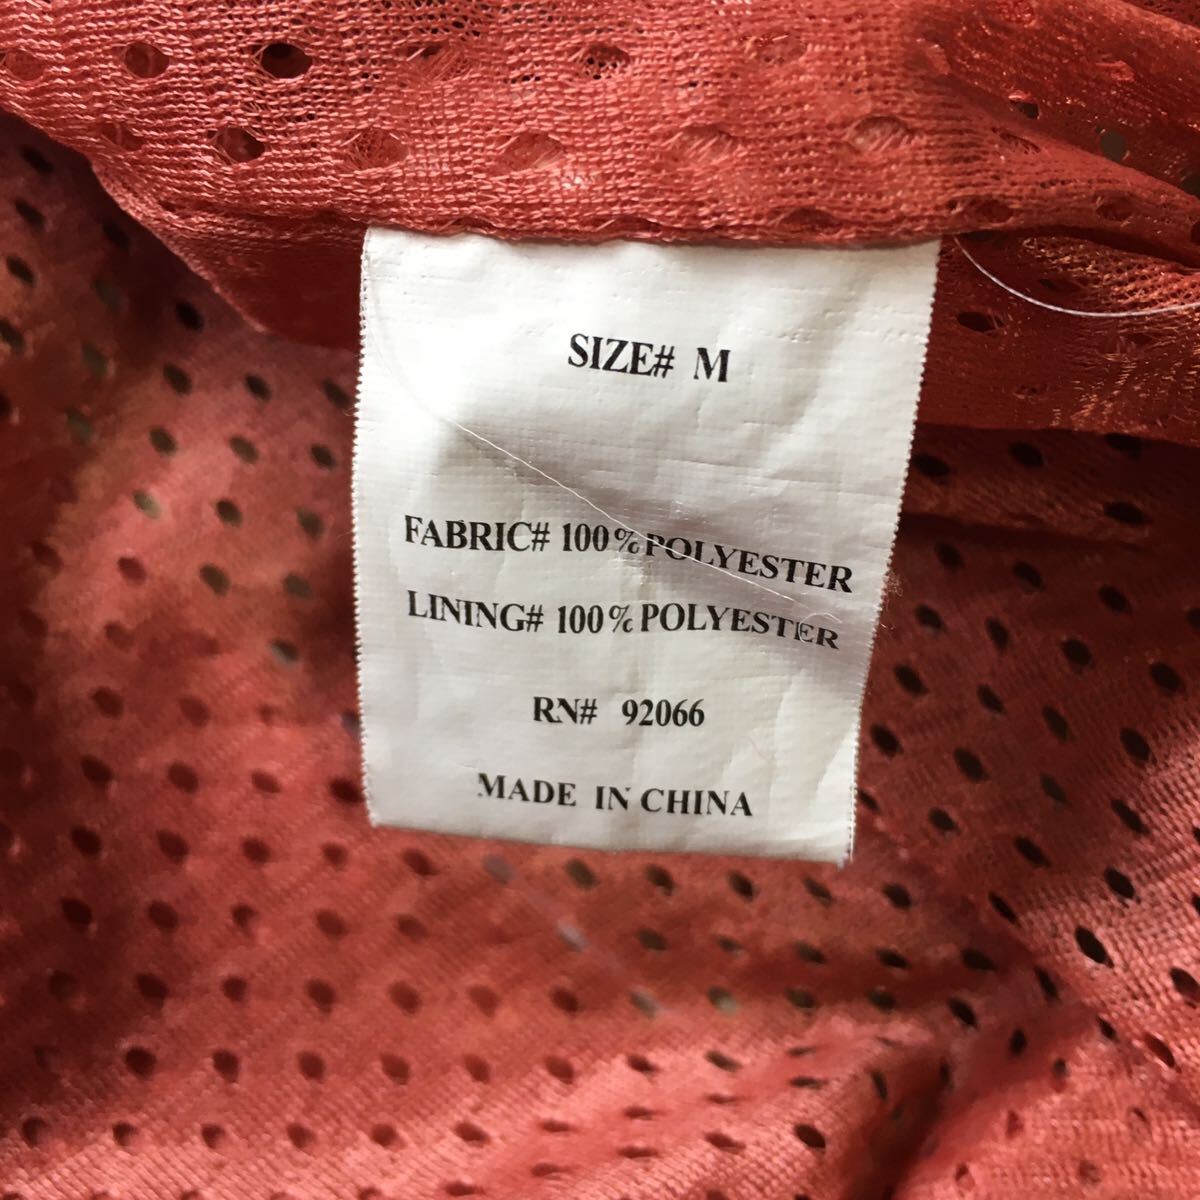 SIZE# M
FABRIC# 100% POLYESTER
LINING# 100% POLYESTER
RN# 92066
MADE IN CHINA